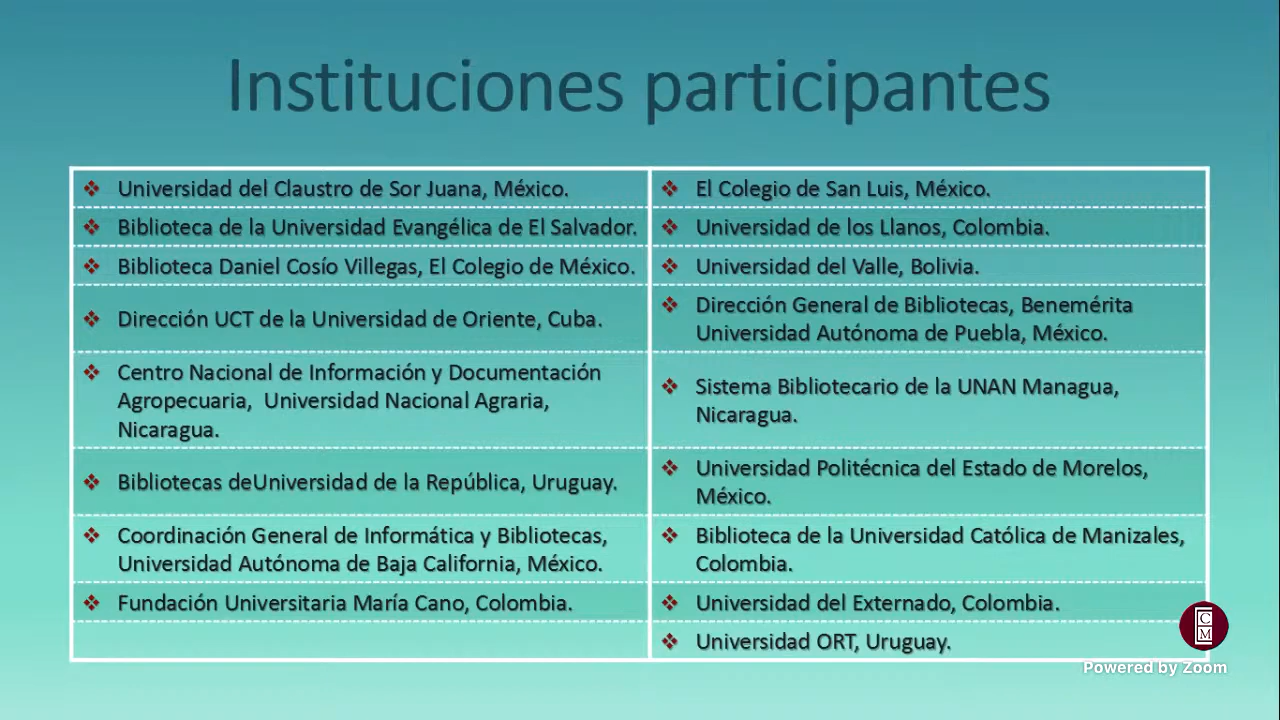 Instituciones participantes
❖ Universidad del Claustro de Sor Juana, México.
❖ El Colegio de San Luis, México.
❖ Biblioteca de la Universidad Evangélica de El Salvador.
❖ Universidad de los Llanos, Colombia.
❖ Biblioteca Daniel Cosío Villegas, El Colegio de México.
❖ Universidad del Valle, Bolivia.
❖ Dirección UCT de la Universidad de Oriente, Cuba.
❖ Dirección General de Bibliotecas, Benemérita
Universidad Autónoma de Puebla, México.
❖ Centro Nacional de Información y Documentación
Agropecuaria, Universidad Nacional Agraria,
Nicaragua.
❖ Sistema Bibliotecario de la UNAN Managua,
Nicaragua.
❖ Bibliotecas deUniversidad de la República, Uruguay.
❖ Universidad Politécnica del Estado de Morelos,
México.
❖ Coordinación General de Informática y Bibliotecas,
Universidad Autónoma de Baja California, México.
❖ Biblioteca de la Universidad Católica de Manizales,
Colombia.
❖ Fundación Universitaria María Cano, Colombia.
❖ Universidad del Externado, Colombia.
❖ Universidad ORT, Uruguay.
C
M
Powered by Zoom